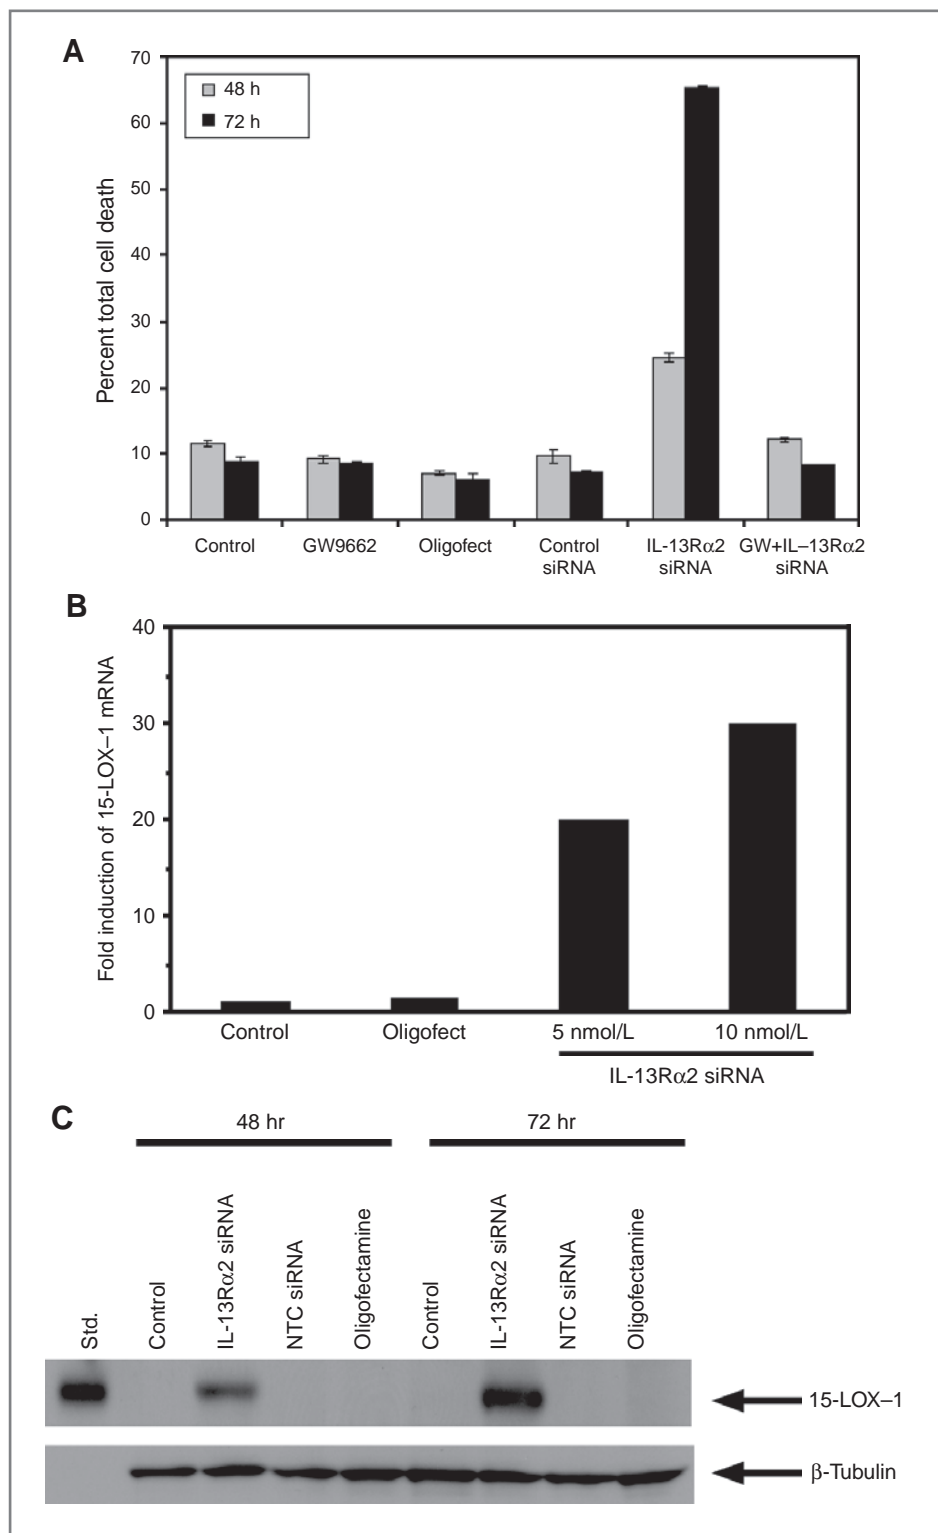 A
70
60
50
40
30
20
10
0
Percent total cell death
48 h
72 h
Control
GW9662
Oligofect
Control
siRNA
IL-13Rα2
siRNA
GW+IL–13Rα2
siRNA
B
40
30
20
10
0
Fold induction of 15-LOX–1 mRNA
Control
Oligofect
5 nmol/L
10 nmol/L
IL-13Rα2 siRNA
C
48 hr
72 hr
Std.
Control
IL-13Rα2 siRNA
NTC siRNA
Oligofectamine
Control
IL-13Rα2 siRNA
NTC siRNA
Oligofectamine
15-LOX–1
β-Tubulin